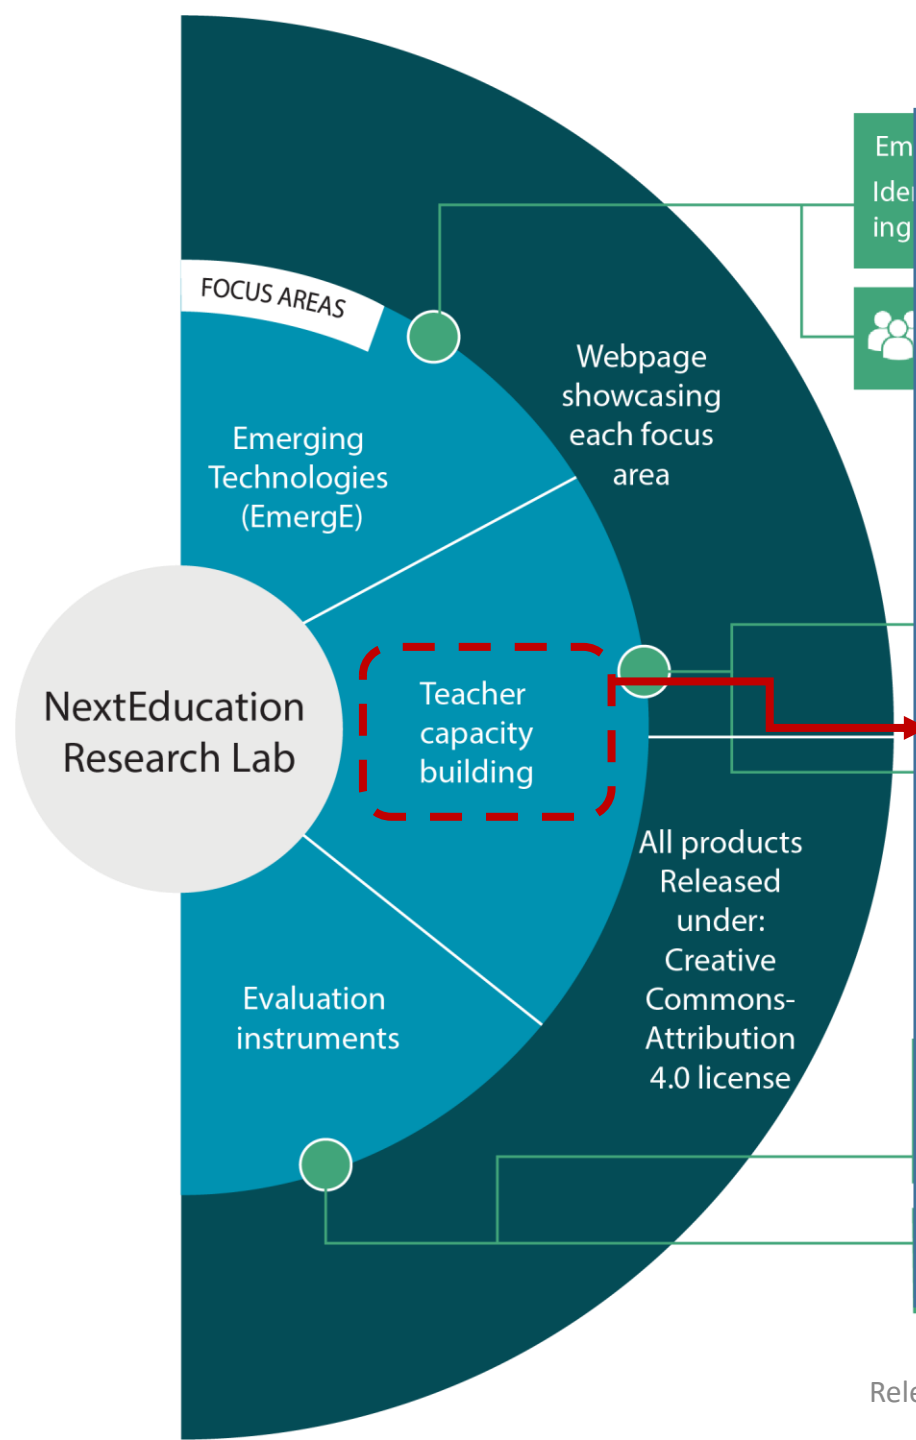 FOCUS AREAS
Emerging
Technologies
(EmergE)
Webpage
showcasing
each focus
area
NextEducation
Research Lab
Teacher
capacity
building
All products
Released
under:
Creative
Commons-
Attribution
4.0 license
Evaluation
instruments
ing